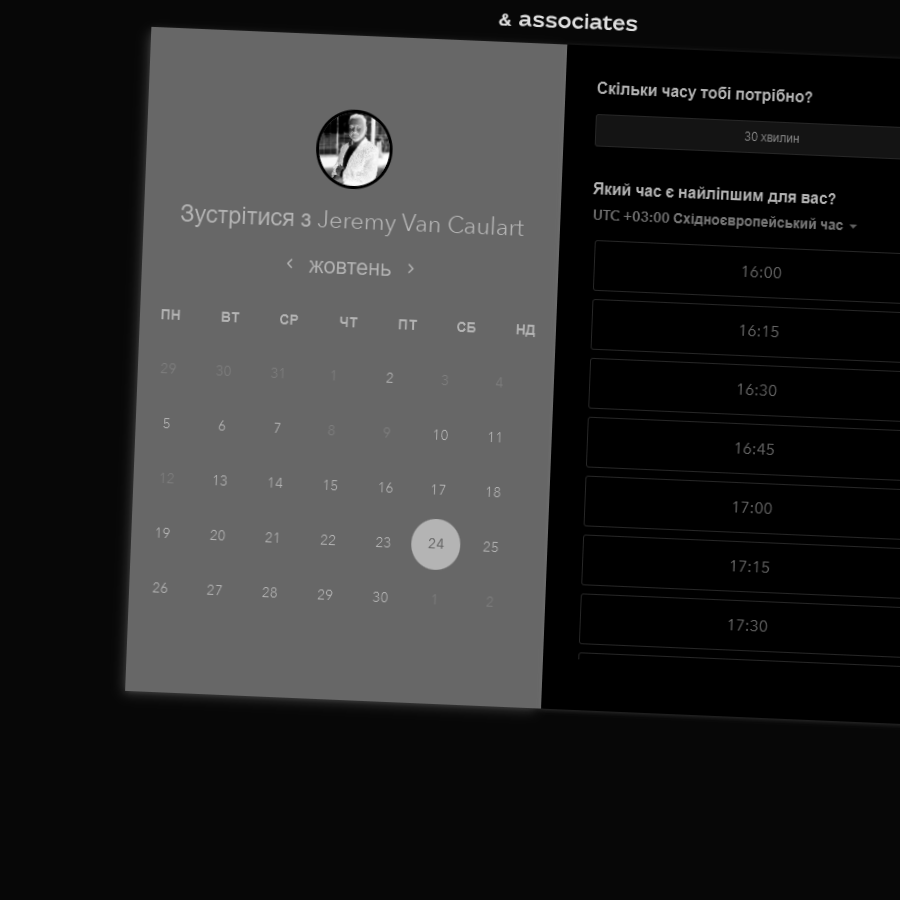 & associates
Зустрітися з Jeremy Van Caulart
жовтень
ПН ВТ СР ЧТ ПТ СБ НД
29 30 31 1 2 3 4
5 6 7 8 9 10 11
12 13 14 15 16 17 18
19 20 21 22 23 24 25
26 27 28 29 30 1 2
Скільки часу тобі потрібно?
30 хвилин
Який час є найліпшим для вас?
UTC +03:00 Східноєвропейський час
16:00
16:15
16:30
16:45
17:00
17:15
17:30